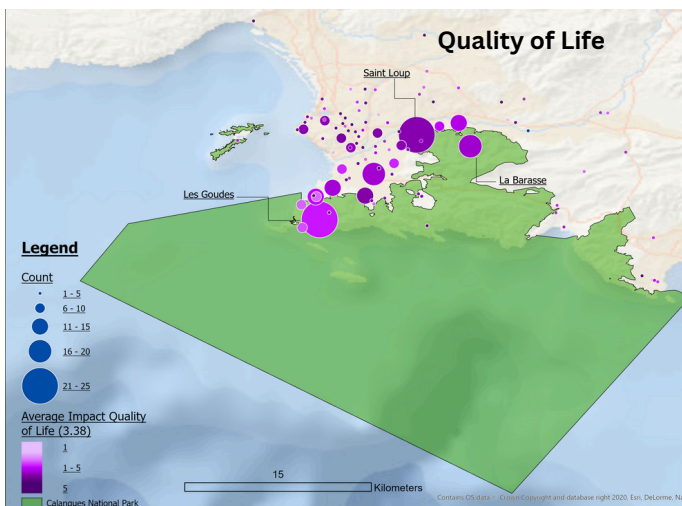 Quality of Life
Saint Loup
La Barasse
Les Goudes
Legend
Count
1 - 5
6 - 10
11 - 15
16 - 20
21 - 25
Average Impact Quality
of Life (3.38)
1
1 - 5
5
Calanques National Park
15
Kilometers
Contains OS data © Crown Copyright and database right 2020, Esri, DeLorme, Na